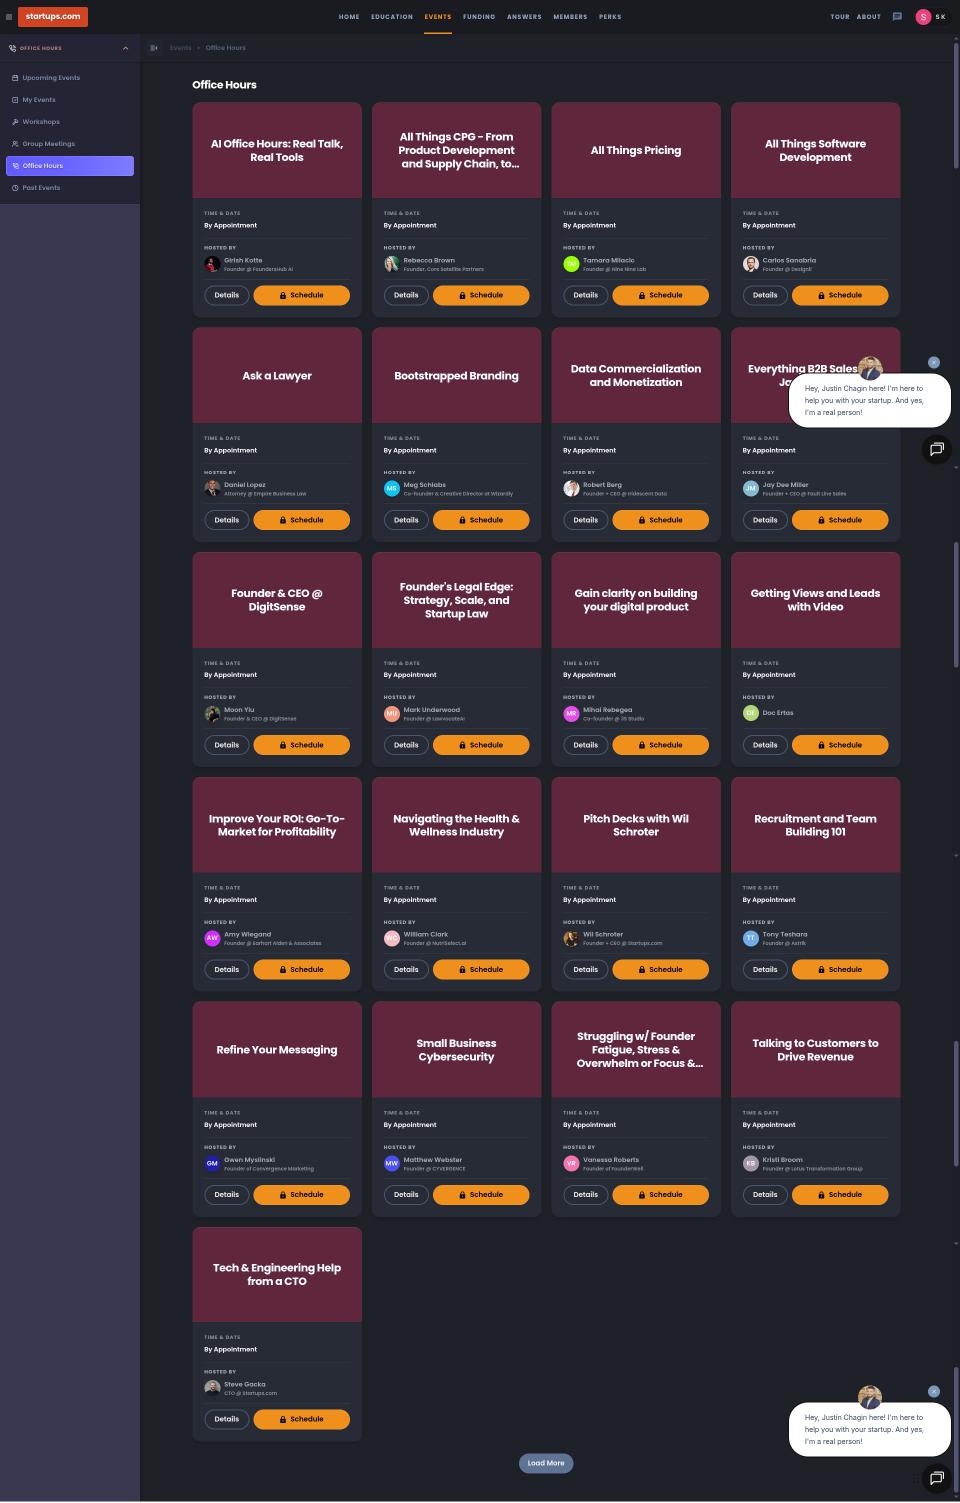 startups.com
HOME EDUCATION EVENTS FUNDING ANSWERS MEMBERS PERKS
TOUR ABOUT
S S K
OFFICE HOURS
Upcoming Events
My Events
Workshops
Group Meetings
Office Hours
Past Events
Events > Office Hours
Office Hours
AI Office Hours: Real Talk,
Real Tools
TIME & DATE
By Appointment
HOSTED BY
Girish Kotte
Founder @ FoundersHub AI
Details Schedule
All Things CPG - From
Product Development
and Supply Chain, to...
TIME & DATE
By Appointment
HOSTED BY
Rebecca Brown
Founder, Core Satellite Partners
Details Schedule
All Things Pricing
TIME & DATE
By Appointment
HOSTED BY
TM
Tamara Milacic
Founder @ Nine Nine Lab
Details Schedule
All Things Software
Development
TIME & DATE
By Appointment
HOSTED BY
Carlos Sanabria
Founder @ Designli
Details Schedule
Ask a Lawyer
TIME & DATE
By Appointment
HOSTED BY
Daniel Lopez
Attorney @ Empire Business Law
Details Schedule
Bootstrapped Branding
TIME & DATE
By Appointment
HOSTED BY
MS
Meg Schlabs
Co-founder & Creative Director at Wizardly
Details Schedule
Data Commercialization
and Monetization
TIME & DATE
By Appointment
HOSTED BY
Robert Berg
Founder + CEO @ Iridescent Data
Details Schedule
Everything B2B Sales
Ja
TIME & DATE
By Appointment
HOSTED BY
JM
Jay Dee Miller
Founder + CEO @ Fault Line Sales
Details Schedule
Hey, Justin Chagin here! I'm here to
help you with your startup. And yes,
I'm a real person!
Founder & CEO @
DigitSense
TIME & DATE
By Appointment
HOSTED BY
Moon Yiu
Founder & CEO @ DigitSense
Details Schedule
Founder's Legal Edge:
Strategy, Scale, and
Startup Law
TIME & DATE
By Appointment
HOSTED BY
MU
Mark Underwood
Founder @ LawvocateAI
Details Schedule
Gain clarity on building
your digital product
TIME & DATE
By Appointment
HOSTED BY
MR
Mihai Rebegea
Co-founder @ 35 Studio
Details Schedule
Getting Views and Leads
with Video
TIME & DATE
By Appointment
HOSTED BY
DE
Doc Ertas
Details Schedule
Improve Your ROI: Go-To-
Market for Profitability
TIME & DATE
By Appointment
HOSTED BY
AW
Amy Wiegand
Founder @ Earhart Alden & Associates
Details Schedule
Navigating the Health &
Wellness Industry
TIME & DATE
By Appointment
HOSTED BY
WC
William Clark
Founder @ NutriSelect.ai
Details Schedule
Pitch Decks with Wil
Schroter
TIME & DATE
By Appointment
HOSTED BY
Wil Schroter
Founder + CEO @ Startups.com
Details Schedule
Recruitment and Team
Building 101
TIME & DATE
By Appointment
HOSTED BY
TT
Tony Teshara
Founder @ Astrik
Details Schedule
Refine Your Messaging
TIME & DATE
By Appointment
HOSTED BY
GM
Gwen Myslinski
Founder of Convergence Marketing
Details Schedule
Small Business
Cybersecurity
TIME & DATE
By Appointment
HOSTED BY
MW
Matthew Webster
Founder @ CYVERGENCE
Details Schedule
Struggling w/ Founder
Fatigue, Stress &
Overwhelm or Focus &...
TIME & DATE
By Appointment
HOSTED BY
VR
Vanessa Roberts
Founder of FounderWell
Details Schedule
Talking to Customers to
Drive Revenue
TIME & DATE
By Appointment
HOSTED BY
KB
Kristi Broom
Founder @ Lotus Transformation Group
Details Schedule
Tech & Engineering Help
from a CTO
TIME & DATE
By Appointment
HOSTED BY
Steve Gacka
CTO @ Startups.com
Details Schedule
Hey, Justin Chagin here! I'm here to
help you with your startup. And yes,
I'm a real person!
Load More